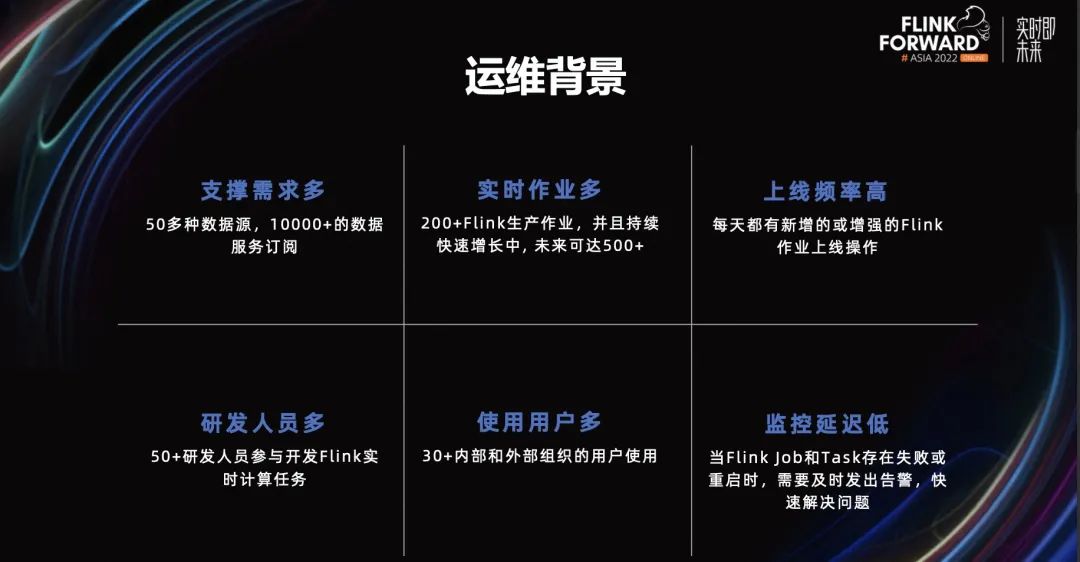 FLINK
FORWARD
# ASIA 2022 ONLINE
实时即
未来
运维背景
支撑需求多
50多种数据源，10000+的数据
服务订阅
实时作业多
200+Flink生产作业，并且持续
快速增长中, 未来可达500+
上线频率高
每天都有新增的或增强的Flink
作业上线操作
研发人员多
50+研发人员参与开发Flink实
时计算任务
使用用户多
30+内部和外部组织的用户使用
监控延迟低
当Flink Job和Task存在失败或
重启时，需要及时发出告警，快
速解决问题